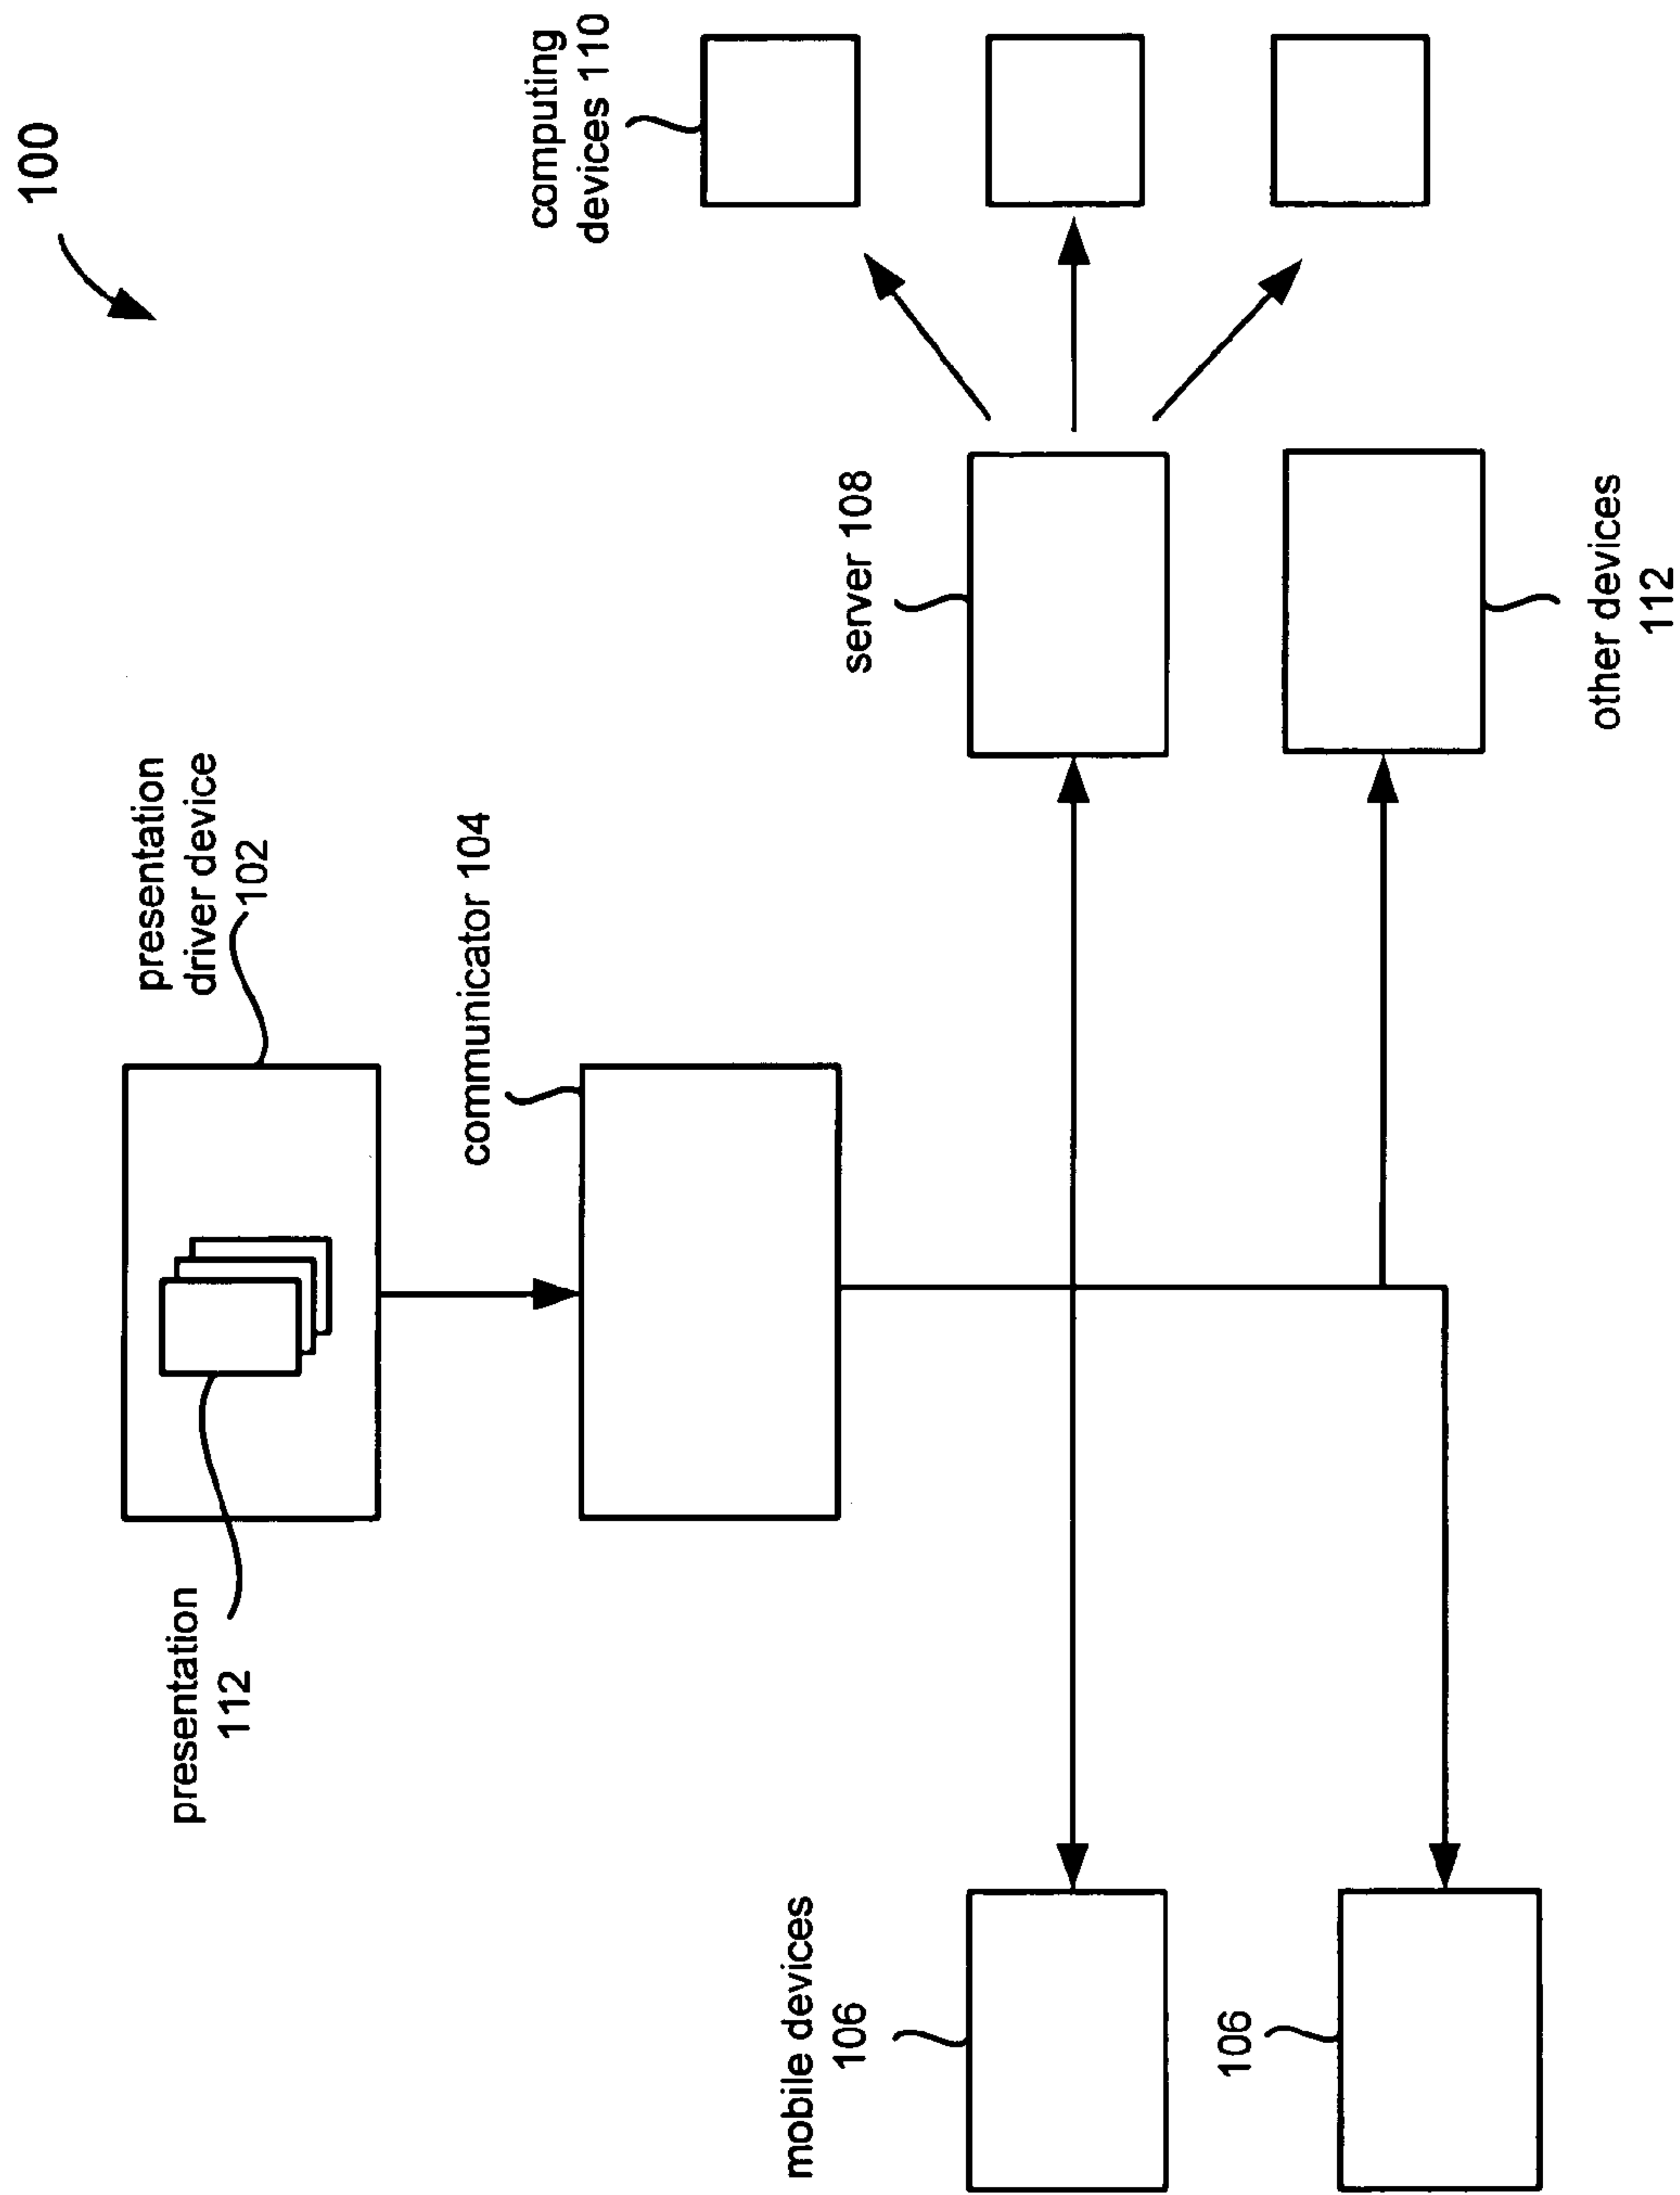 100
presentation
driver device
102
presentation
112
communicator 104
computing
devices 110
server 108
mobile devices
106
106
other devices
112